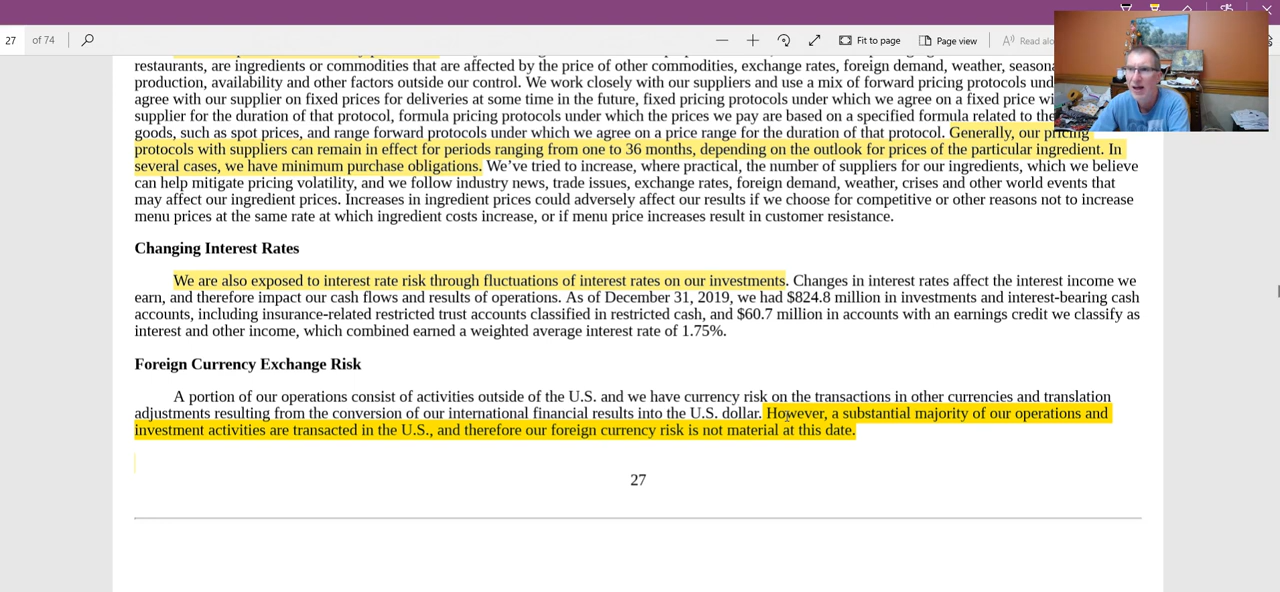 27 of 74 Fit to page Page view Read alo
restaurants, are ingredients or commodities that are affected by the price of other commodities, exchange rates, foreign demand, weather, seasona
production, availability and other factors outside our control. We work closely with our suppliers and use a mix of forward pricing protocols und
agree with our supplier on fixed prices for deliveries at some time in the future, fixed pricing protocols under which we agree on a fixed price wi
supplier for the duration of that protocol, formula pricing protocols under which the prices we pay are based on a specified formula related to the
goods, such as spot prices, and range forward protocols under which we agree on a price range for the duration of that protocol. Generally, our pricing
protocols with suppliers can remain in effect for periods ranging from one to 36 months, depending on the outlook for prices of the particular ingredient. In
several cases, we have minimum purchase obligations. We’ve tried to increase, where practical, the number of suppliers for our ingredients, which we believe
can help mitigate pricing volatility, and we follow industry news, trade issues, exchange rates, foreign demand, weather, crises and other world events that
may affect our ingredient prices. Increases in ingredient prices could adversely affect our results if we choose for competitive or other reasons not to increase
menu prices at the same rate at which ingredient costs increase, or if menu price increases result in customer resistance.
Changing Interest Rates
We are also exposed to interest rate risk through fluctuations of interest rates on our investments. Changes in interest rates affect the interest income we
earn, and therefore impact our cash flows and results of operations. As of December 31, 2019, we had $824.8 million in investments and interest-bearing cash
accounts, including insurance-related restricted trust accounts classified in restricted cash, and $60.7 million in accounts with an earnings credit we classify as
interest and other income, which combined earned a weighted average interest rate of 1.75%.
Foreign Currency Exchange Risk
A portion of our operations consist of activities outside of the U.S. and we have currency risk on the transactions in other currencies and translation
adjustments resulting from the conversion of our international financial results into the U.S. dollar. However, a substantial majority of our operations and
investment activities are transacted in the U.S., and therefore our foreign currency risk is not material at this date.
27